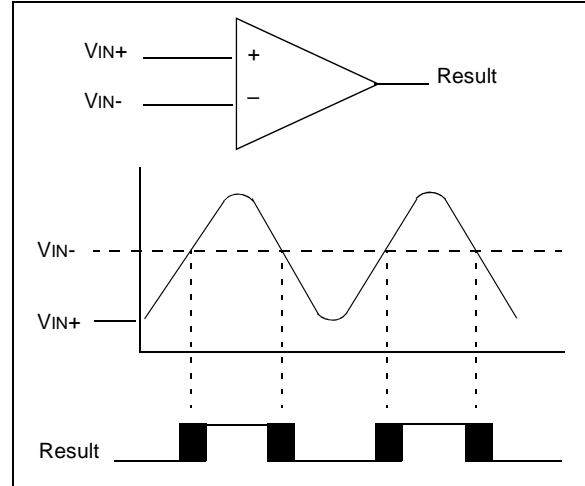 VIN+
+
Result
VIN-
–
VIN-
VIN+
Result